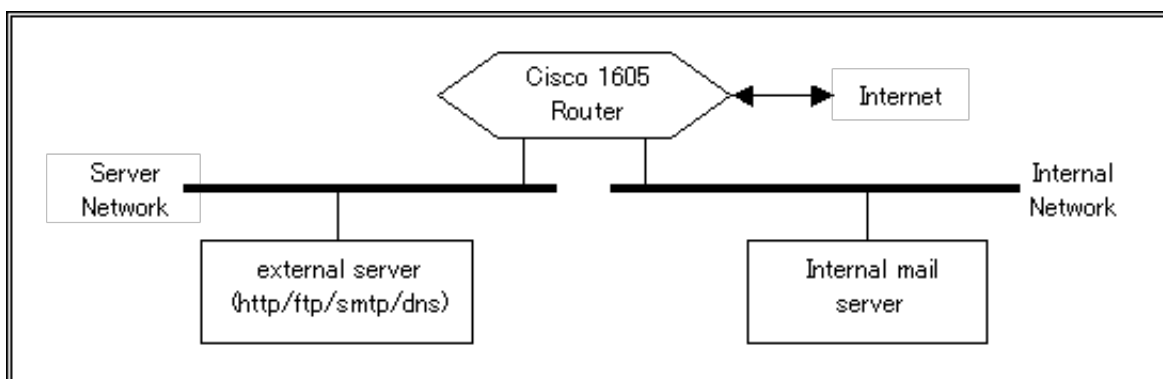 Cisco 1605
Router
Internet
Server
Network
Internal
Network
external server
(http/ftp/smtp/dns)
Internal mail
server